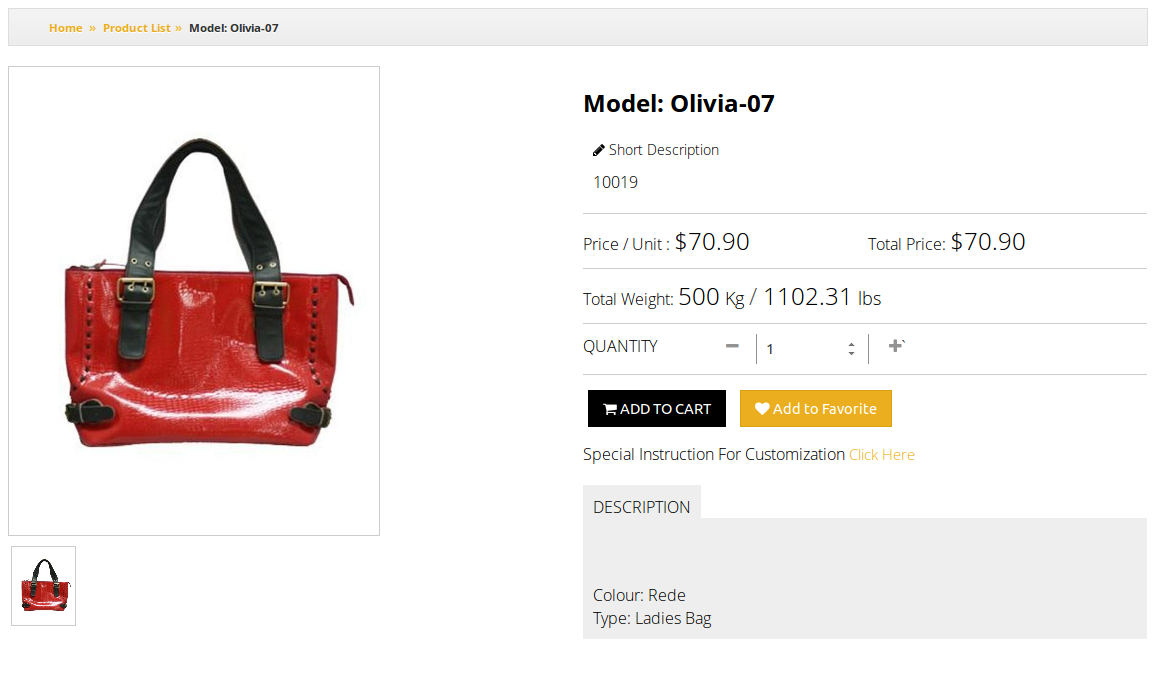 Home » Product List » Model: Olivia-07
Model: Olivia-07
Short Description
10019
Price / Unit : $70.90 Total Price: $70.90
Total Weight: 500 Kg / 1102.31 lbs
QUANTITY 1 `
ADD TO CART Add to Favorite
Special Instruction For Customization Click Here
DESCRIPTION
Colour: Rede
Type: Ladies Bag